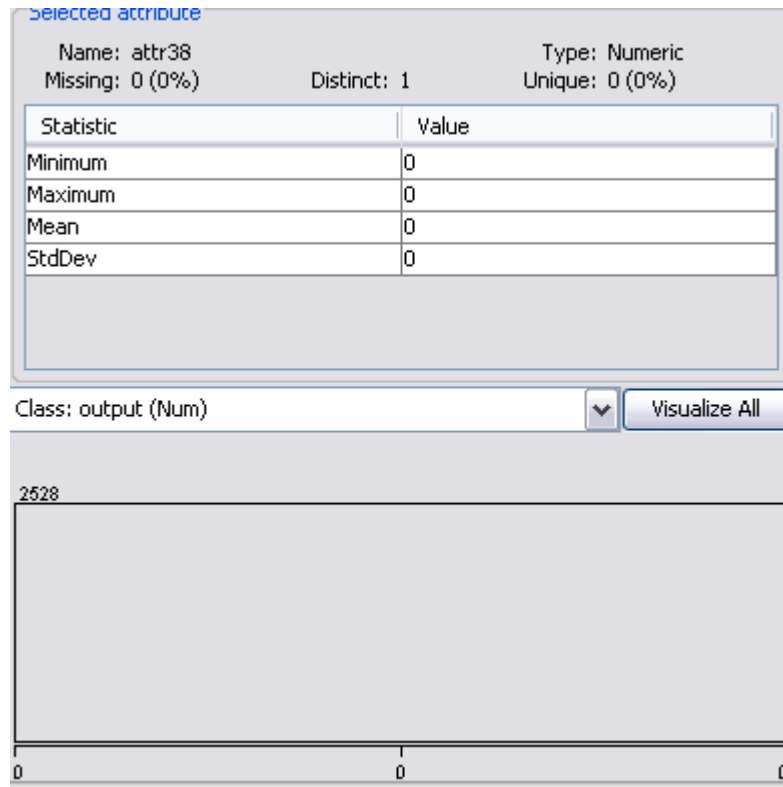 Selected attribute
Name: attr38 Type: Numeric
Missing: 0 (0%) Distinct: 1 Unique: 0 (0%)
Statistic Value
Minimum 0
Maximum 0
Mean 0
StdDev 0
Class: output (Num) Visualize All
2528
0 0 0